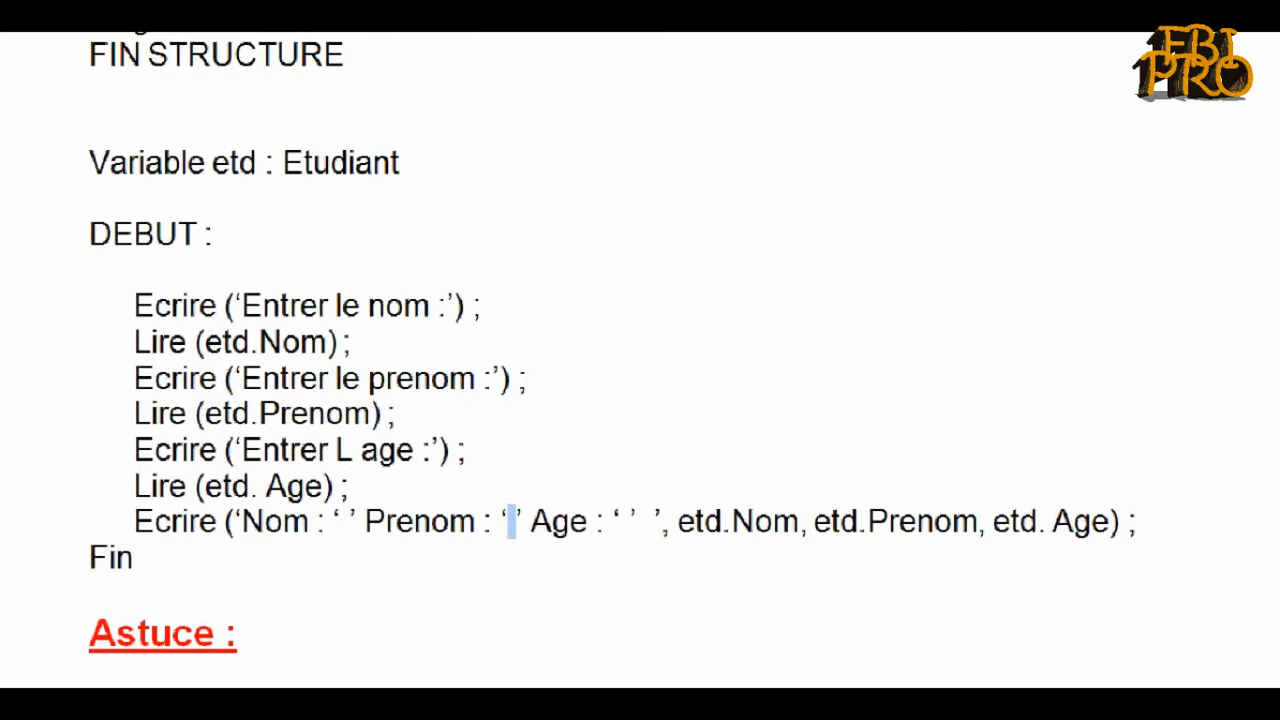 FIN STRUCTURE
EBI
PRO
Variable etd : Etudiant
DEBUT :
Ecrire (‘Entrer le nom :’) ;
Lire (etd.Nom) ;
Ecrire (‘Entrer le prenom :’) ;
Lire (etd.Prenom) ;
Ecrire (‘Entrer L age :’) ;
Lire (etd. Age) ;
Ecrire (‘Nom : ‘ ’ Prenom : ‘ ’ Age : ‘ ’  ’, etd.Nom, etd.Prenom, etd. Age) ;
Fin
Astuce :